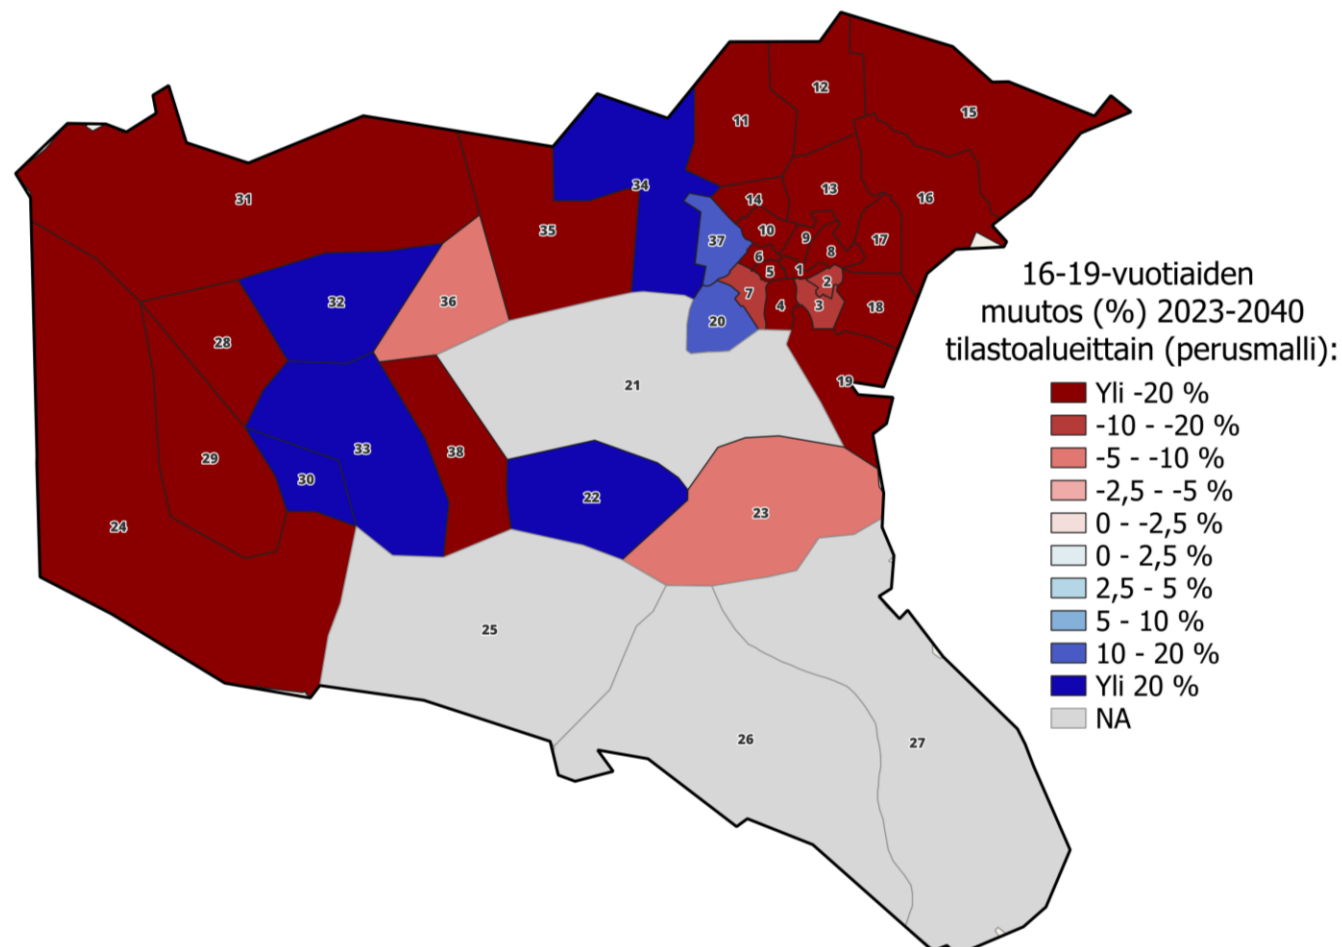 12
15
11
31
13
16
34
14
35
10
9
17
37
8
6
5
1
2
32
36
7
4
3
18
20
28
19
21
33
38
29
30
22
23
24
25
26
27
16-19-vuotiaiden
muutos (%) 2023-2040
tilastoalueittain (perusmalli):
Yli -20 %
-10 - -20 %
-5 - -10 %
-2,5 - -5 %
0 - -2,5 %
0 - 2,5 %
2,5 - 5 %
5 - 10 %
10 - 20 %
Yli 20 %
NA